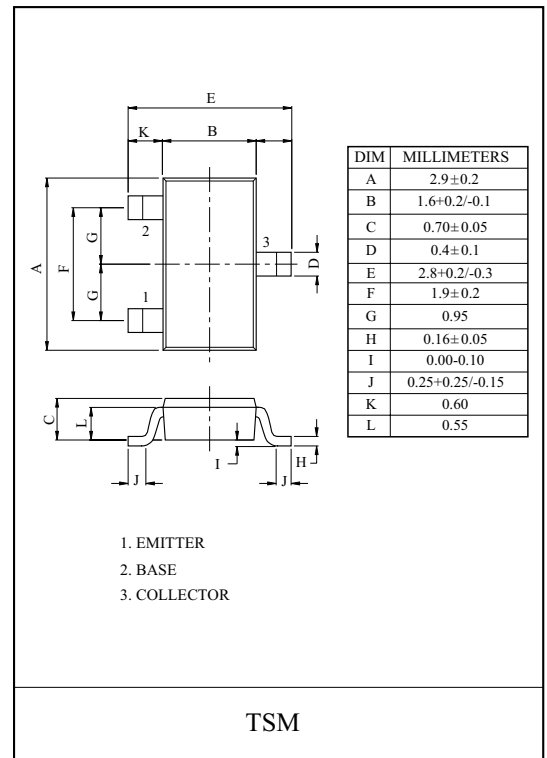 E
K B
A
F
G
G
2
1
3
D
C
L
J
I
H
J
DIM MILLIMETERS
A 2.9±0.2
B 1.6+0.2/-0.1
C 0.70±0.05
D 0.4±0.1
E 2.8+0.2/-0.3
F 1.9±0.2
G 0.95
H 0.16±0.05
I 0.00-0.10
J 0.25+0.25/-0.15
K 0.60
L 0.55
1. EMITTER
2. BASE
3. COLLECTOR
TSM